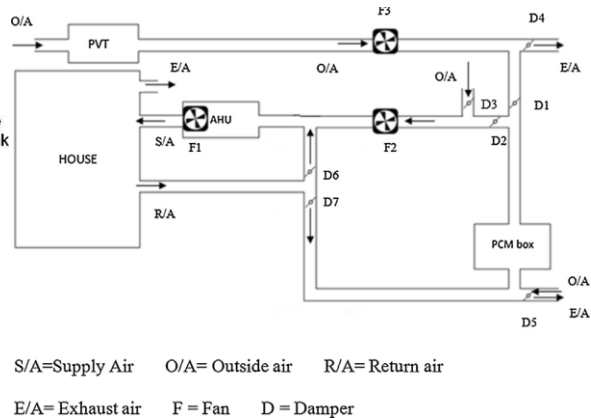 F3
O/A
D4
PVT
E/A
O/A
E/A
O/A
D3
D1
AHU
k
S/A
F1
F2
D2
HOUSE
D6
D7
R/A
PCM box
O/A
E/A
D5
S/A=Supply Air O/A= Outside air R/A= Return air
E/A= Exhaust air F = Fan D = Damper